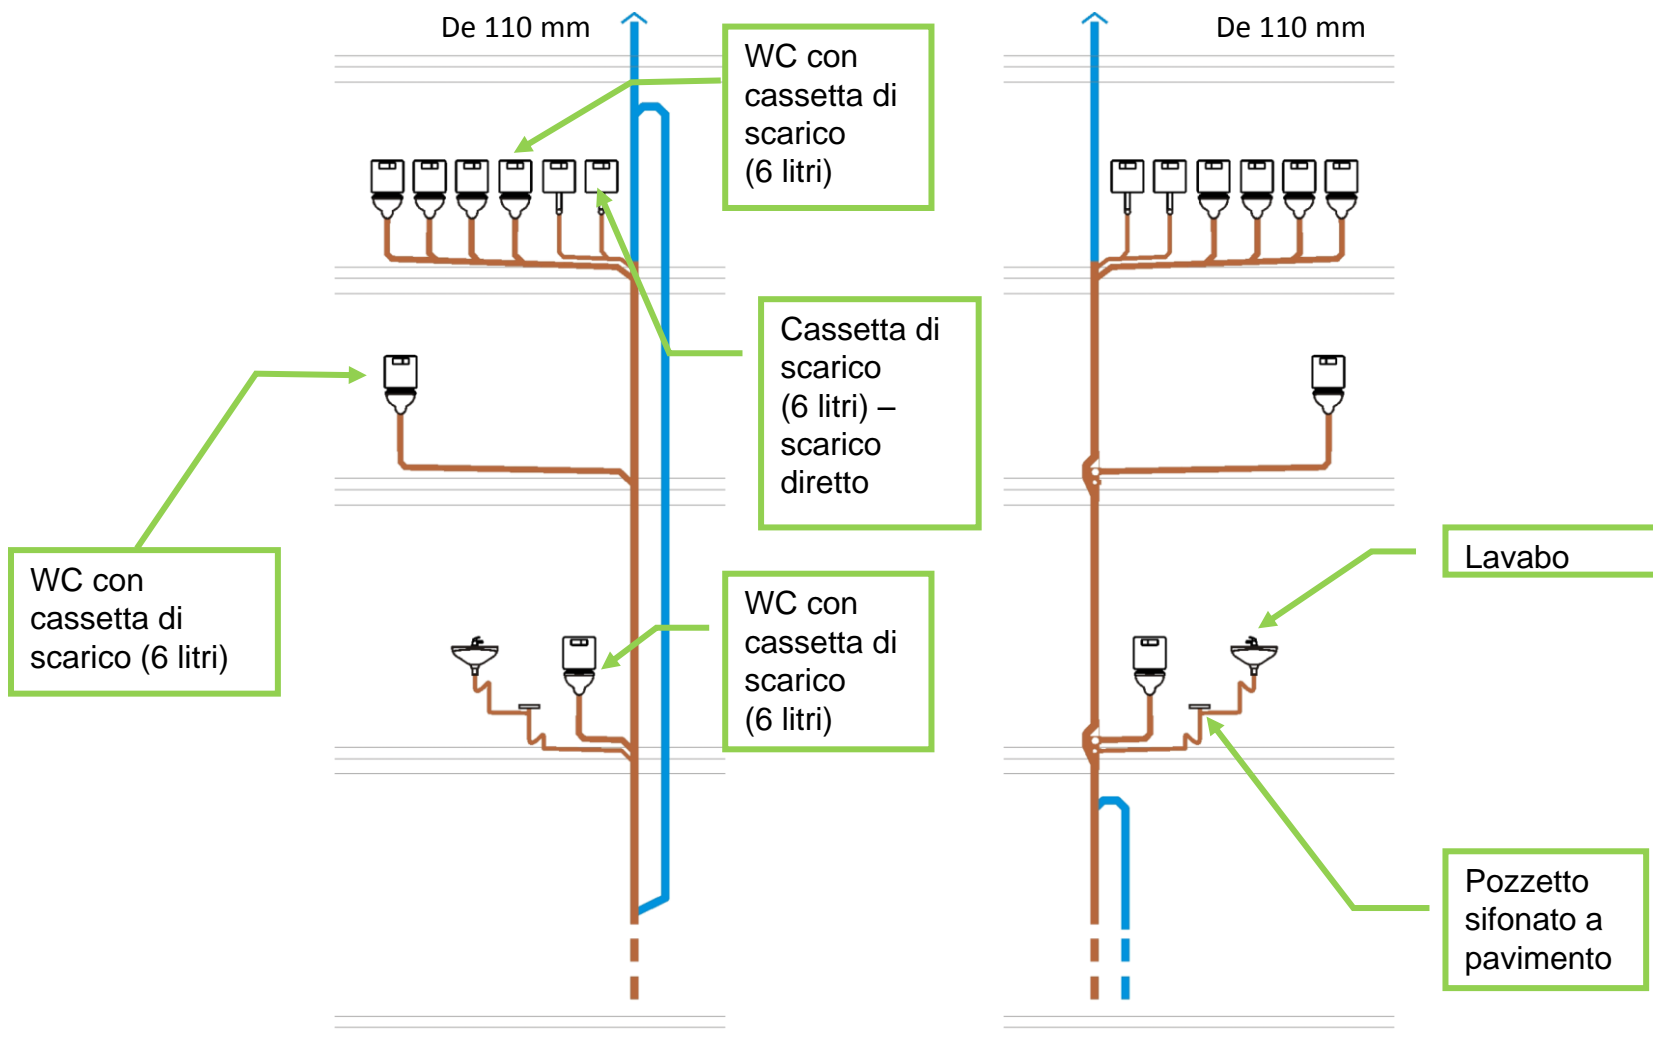 De 110 mm
De 110 mm
WC con
cassetta di
scarico
(6 litri)
Cassetta di
scarico
(6 litri) –
scarico
diretto
WC con
cassetta di
scarico (6 litri)
WC con
cassetta di
scarico
(6 litri)
Lavabo
Pozzetto
sifonato a
pavimento